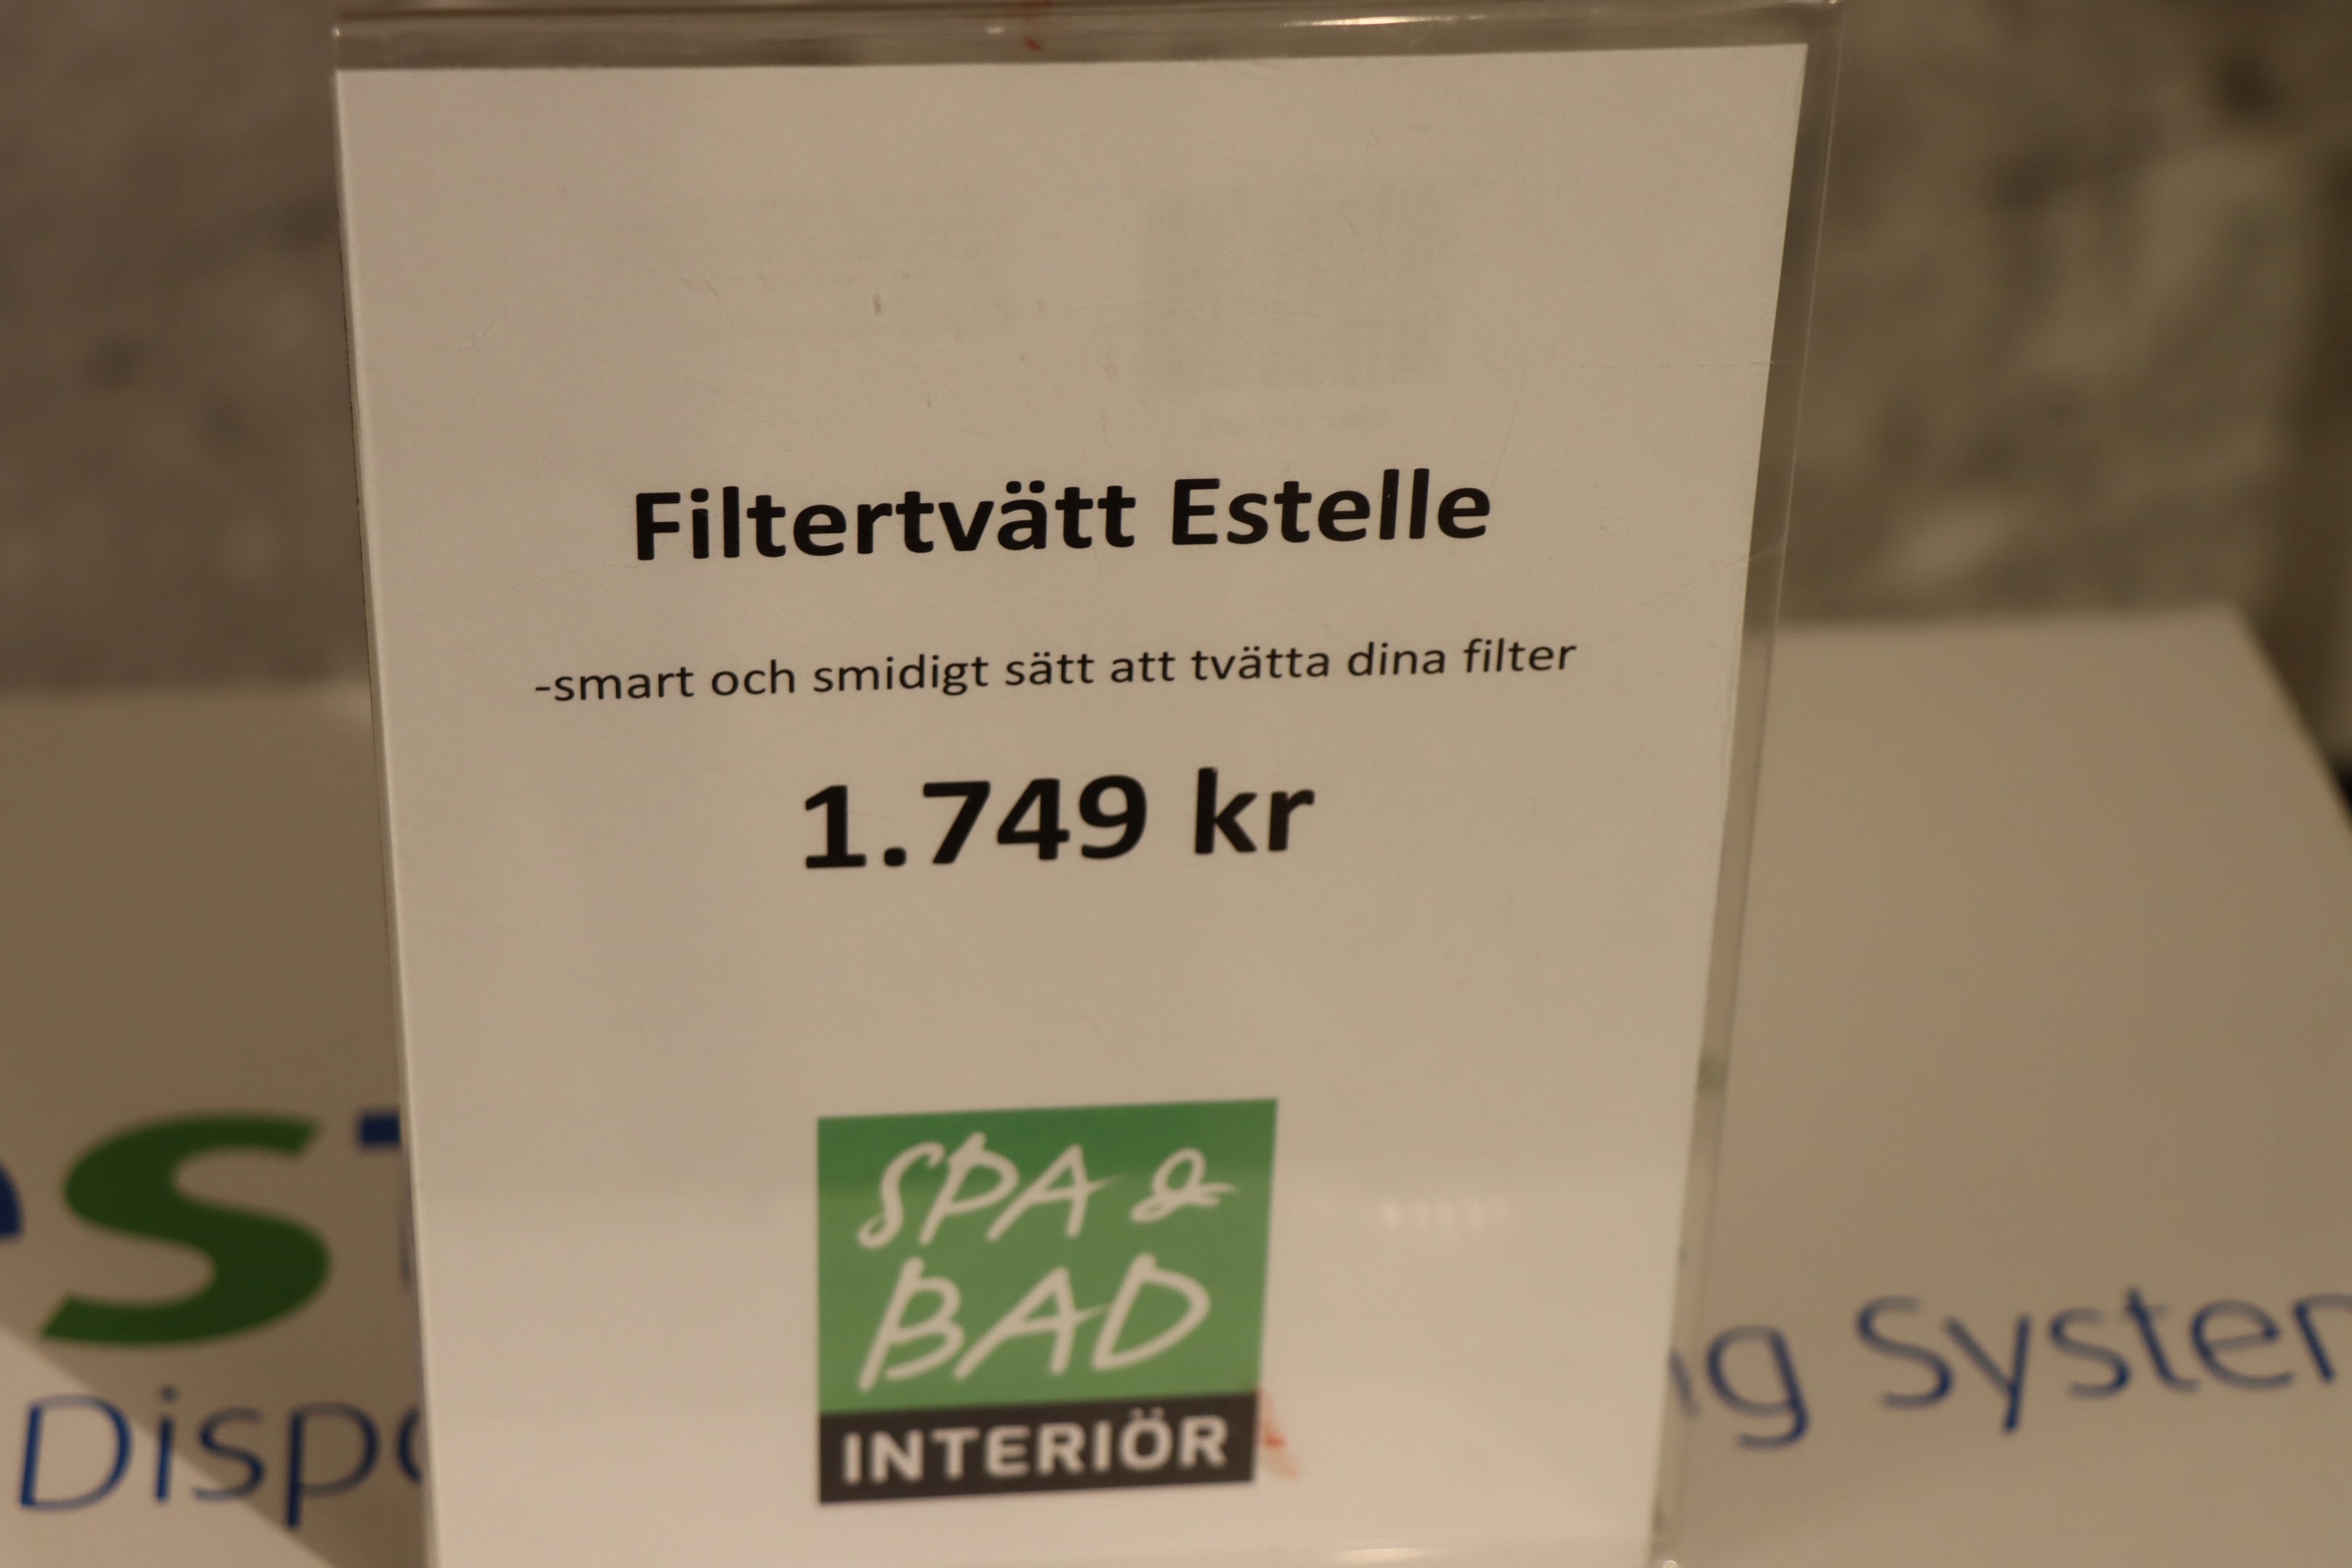 Filtertvätt Estelle
-smart och smidigt sätt att tvätta dina filter
1.749 kr
SPA &
BAD
INTERIÖR